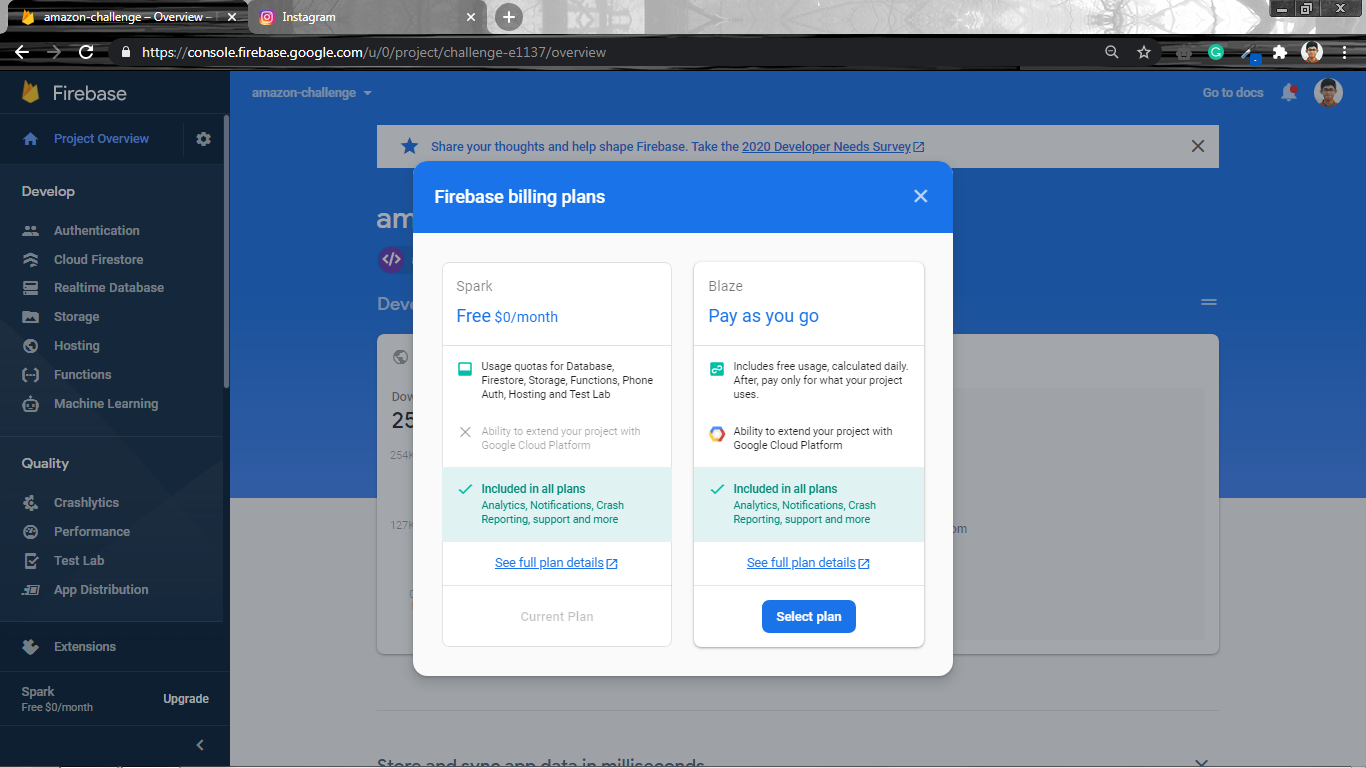 amazon-challenge – Overview –
Instagram
https://console.firebase.google.com/u/0/project/challenge-e1137/overview
Firebase
amazon-challenge
Go to docs
Project Overview
Share your thoughts and help shape Firebase. Take the 2020 Developer Needs Survey
Develop
Authentication
Cloud Firestore
Realtime Database
Storage
Hosting
Functions
Machine Learning
Quality
Crashlytics
Performance
Test Lab
App Distribution
Extensions
Spark
Free $0/month
Upgrade
am
</>
Deve
Dow
25
254K
127K
Firebase billing plans
Spark
Free $0/month
Usage quotas for Database,
Firestore, Storage, Functions, Phone
Auth, Hosting and Test Lab
Ability to extend your project with
Google Cloud Platform
Included in all plans
Analytics, Notifications, Crash
Reporting, support and more
See full plan details
Current Plan
Blaze
Pay as you go
Includes free usage, calculated daily.
After, pay only for what your project
uses.
Ability to extend your project with
Google Cloud Platform
Included in all plans
Analytics, Notifications, Crash
Reporting, support and more
See full plan details
Select plan
om
Store and sync app data in milliseconds